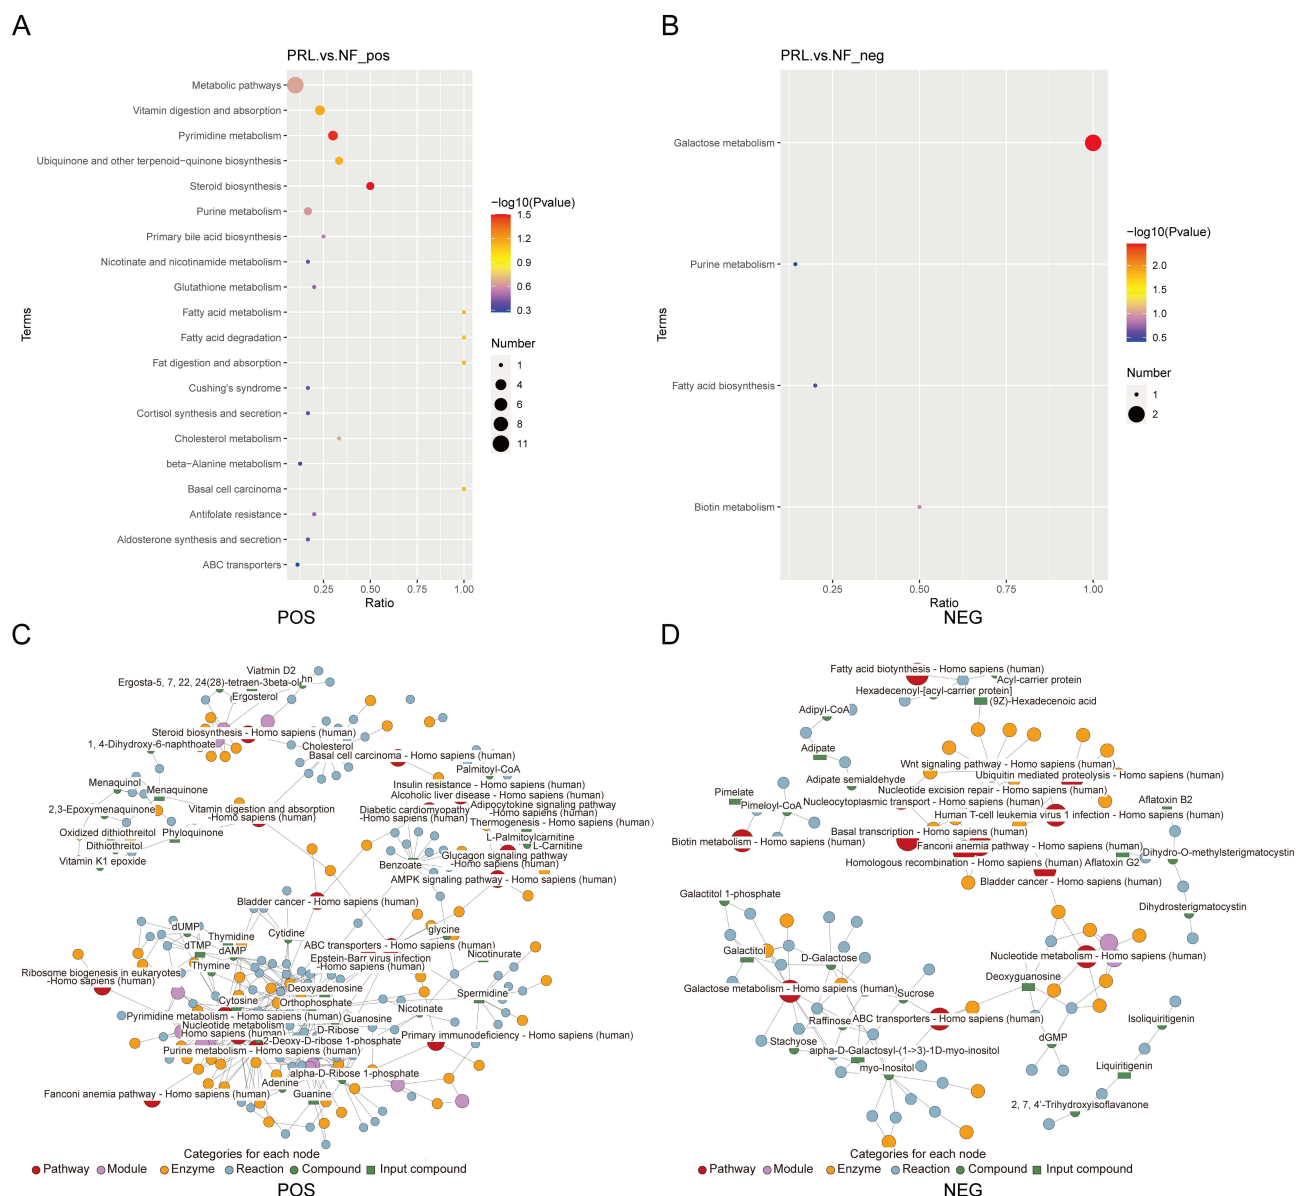 A
PRL.vs.NF_pos
Terms
Metabolic pathways
Vitamin digestion and absorption
Pyrimidine metabolism
Ubiquinone and other terpenoid−quinone biosynthesis
Steroid biosynthesis
Purine metabolism
Primary bile acid biosynthesis
Nicotinate and nicotinamide metabolism
Glutathione metabolism
Fatty acid metabolism
Fatty acid degradation
Fat digestion and absorption
Cushing's syndrome
Cortisol synthesis and secretion
Cholesterol metabolism
beta−Alanine metabolism
Basal cell carcinoma
Antifolate resistance
Aldosterone synthesis and secretion
ABC transporters
0.25 0.50 0.75 1.00
Ratio
POS
−log10(Pvalue)
1.5
1.2
0.9
0.6
0.3
Number
1
4
6
8
11
B
PRL.vs.NF_neg
Terms
Galactose metabolism
Purine metabolism
Fatty acid biosynthesis
Biotin metabolism
0.25 0.50 0.75 1.00
Ratio
NEG
−log10(Pvalue)
2.0
1.5
1.0
0.5
Number
1
2
C
Viatmin D2
Ergosta-5, 7, 22, 24(28)-tetraen-3beta-ol
hn
Ergosterol
Steroid biosynthesis - Homo sapiens (human)
1, 4-Dihydroxy-6-naphthoate
Cholesterol
Basal cell carcinoma - Homo sapiens (human)
Palmitoyl-CoA
Menaquinol
Menaquinone
Insulin resistance - Homo sapiens (human)
Alcoholic liver disease - Homo sapiens (human)
2,3-Epoxymenaquinone
Vitamin digestion and absorption
-Homo sapiens (human)
Diabetic cardiomyopathy
-Homo sapiens (human)
Adipocytokine signaling pathway
-Homo sapiens (human)
Thermogenesis - Homo sapiens (human)
Oxidized dithiothreitol
Phyloquinone
Dithiothreitol
L-Palmitoylcarnitine
L-Carnitine
Vitamin K1 epoxide
Benzoate
Glucagon signaling pathway
-Homo sapiens (human)
AMPK signaling pathway - Homo sapiens (human)
Bladder cancer - Homo sapiens (human)
dUMP
Thymidine
Cytidine
glycine
dTMP
dAMP
ABC transporters - Homo sapiens (human)
Nicotinurate
Thymine
Epstein-Barr virus infection
-Homo sapiens (human)
Ribosome biogenesis in eukaryotes
-Homo sapiens (human)
Deoxyadenosine
Spermidine
Cytosine
Orthophosphate
Nicotinate
Pyrimidine metabolism - Homo sapiens (human)
Guanosine
Nucleotide metabolism
Homo sapiens (human)
D-Ribose
2-Deoxy-D-ribose 1-phosphate
Primary immunodeficiency - Homo sapiens (human)
Purine metabolism - Homo sapiens (human)
alpha-D-Ribose 1-phosphate
Adenine
Fanconi anemia pathway - Homo sapiens (human)
Guanine
Categories for each node
Pathway Module Enzyme Reaction Compound Input compound
POS
D
Fatty acid biotynthesis - Homo sapiens (human)
Acyl-carrier protein
Hexadecenoyl-[acyl-carrier protein]
(9Z)-Hexadecenoic acid
Adipyl-CoA
Adipate
Wnt signaling pathway - Homo sapiens (human)
Adipate semialdehyde
Ubiquitin mediated proteolysis - Homo sapiens (human)
Pimelate
Nucleotide excision repair - Homo sapiens (human)
Pimeloyl-CoA
Nucleocytoplasmic transport - Homo sapiens (human)
Aflatoxin B2
Human T-cell leukemia virus 1 infection - Homo sapiens (human)
Biotin metabolism - Homo sapiens (human)
Basal transcription - Homo sapiens (human)
Fanconi anemia pathway - Homo sapiens (human)
Dihydro-O-methylsterigmatocystin
Homologous recombination - Homo sapiens (human)
Aflatoxin G2
Bladder cancer - Homo sapiens (human)
Galactitol 1-phosphate
Dihydrosterigmatocystin
Galactitol
D-Galactose
Nucleotide metabolism - Homo sapiens (human)
Galactose metabolism - Homo sapiens (human)
Deoxyguanosine
Sucrose
Raffinose
ABC transporters - Homo sapiens (human)
Isoliquiritigenin
Stachyose
dGMP
alpha-D-Galactosyl-(1->3)-1D-myo-inositol
myo-Inositol
Liquiritigenin
2, 7, 4'-Trihydroxyisoflavanone
Categories for each node
Pathway Module Enzyme Reaction Compound Input compound
NEG